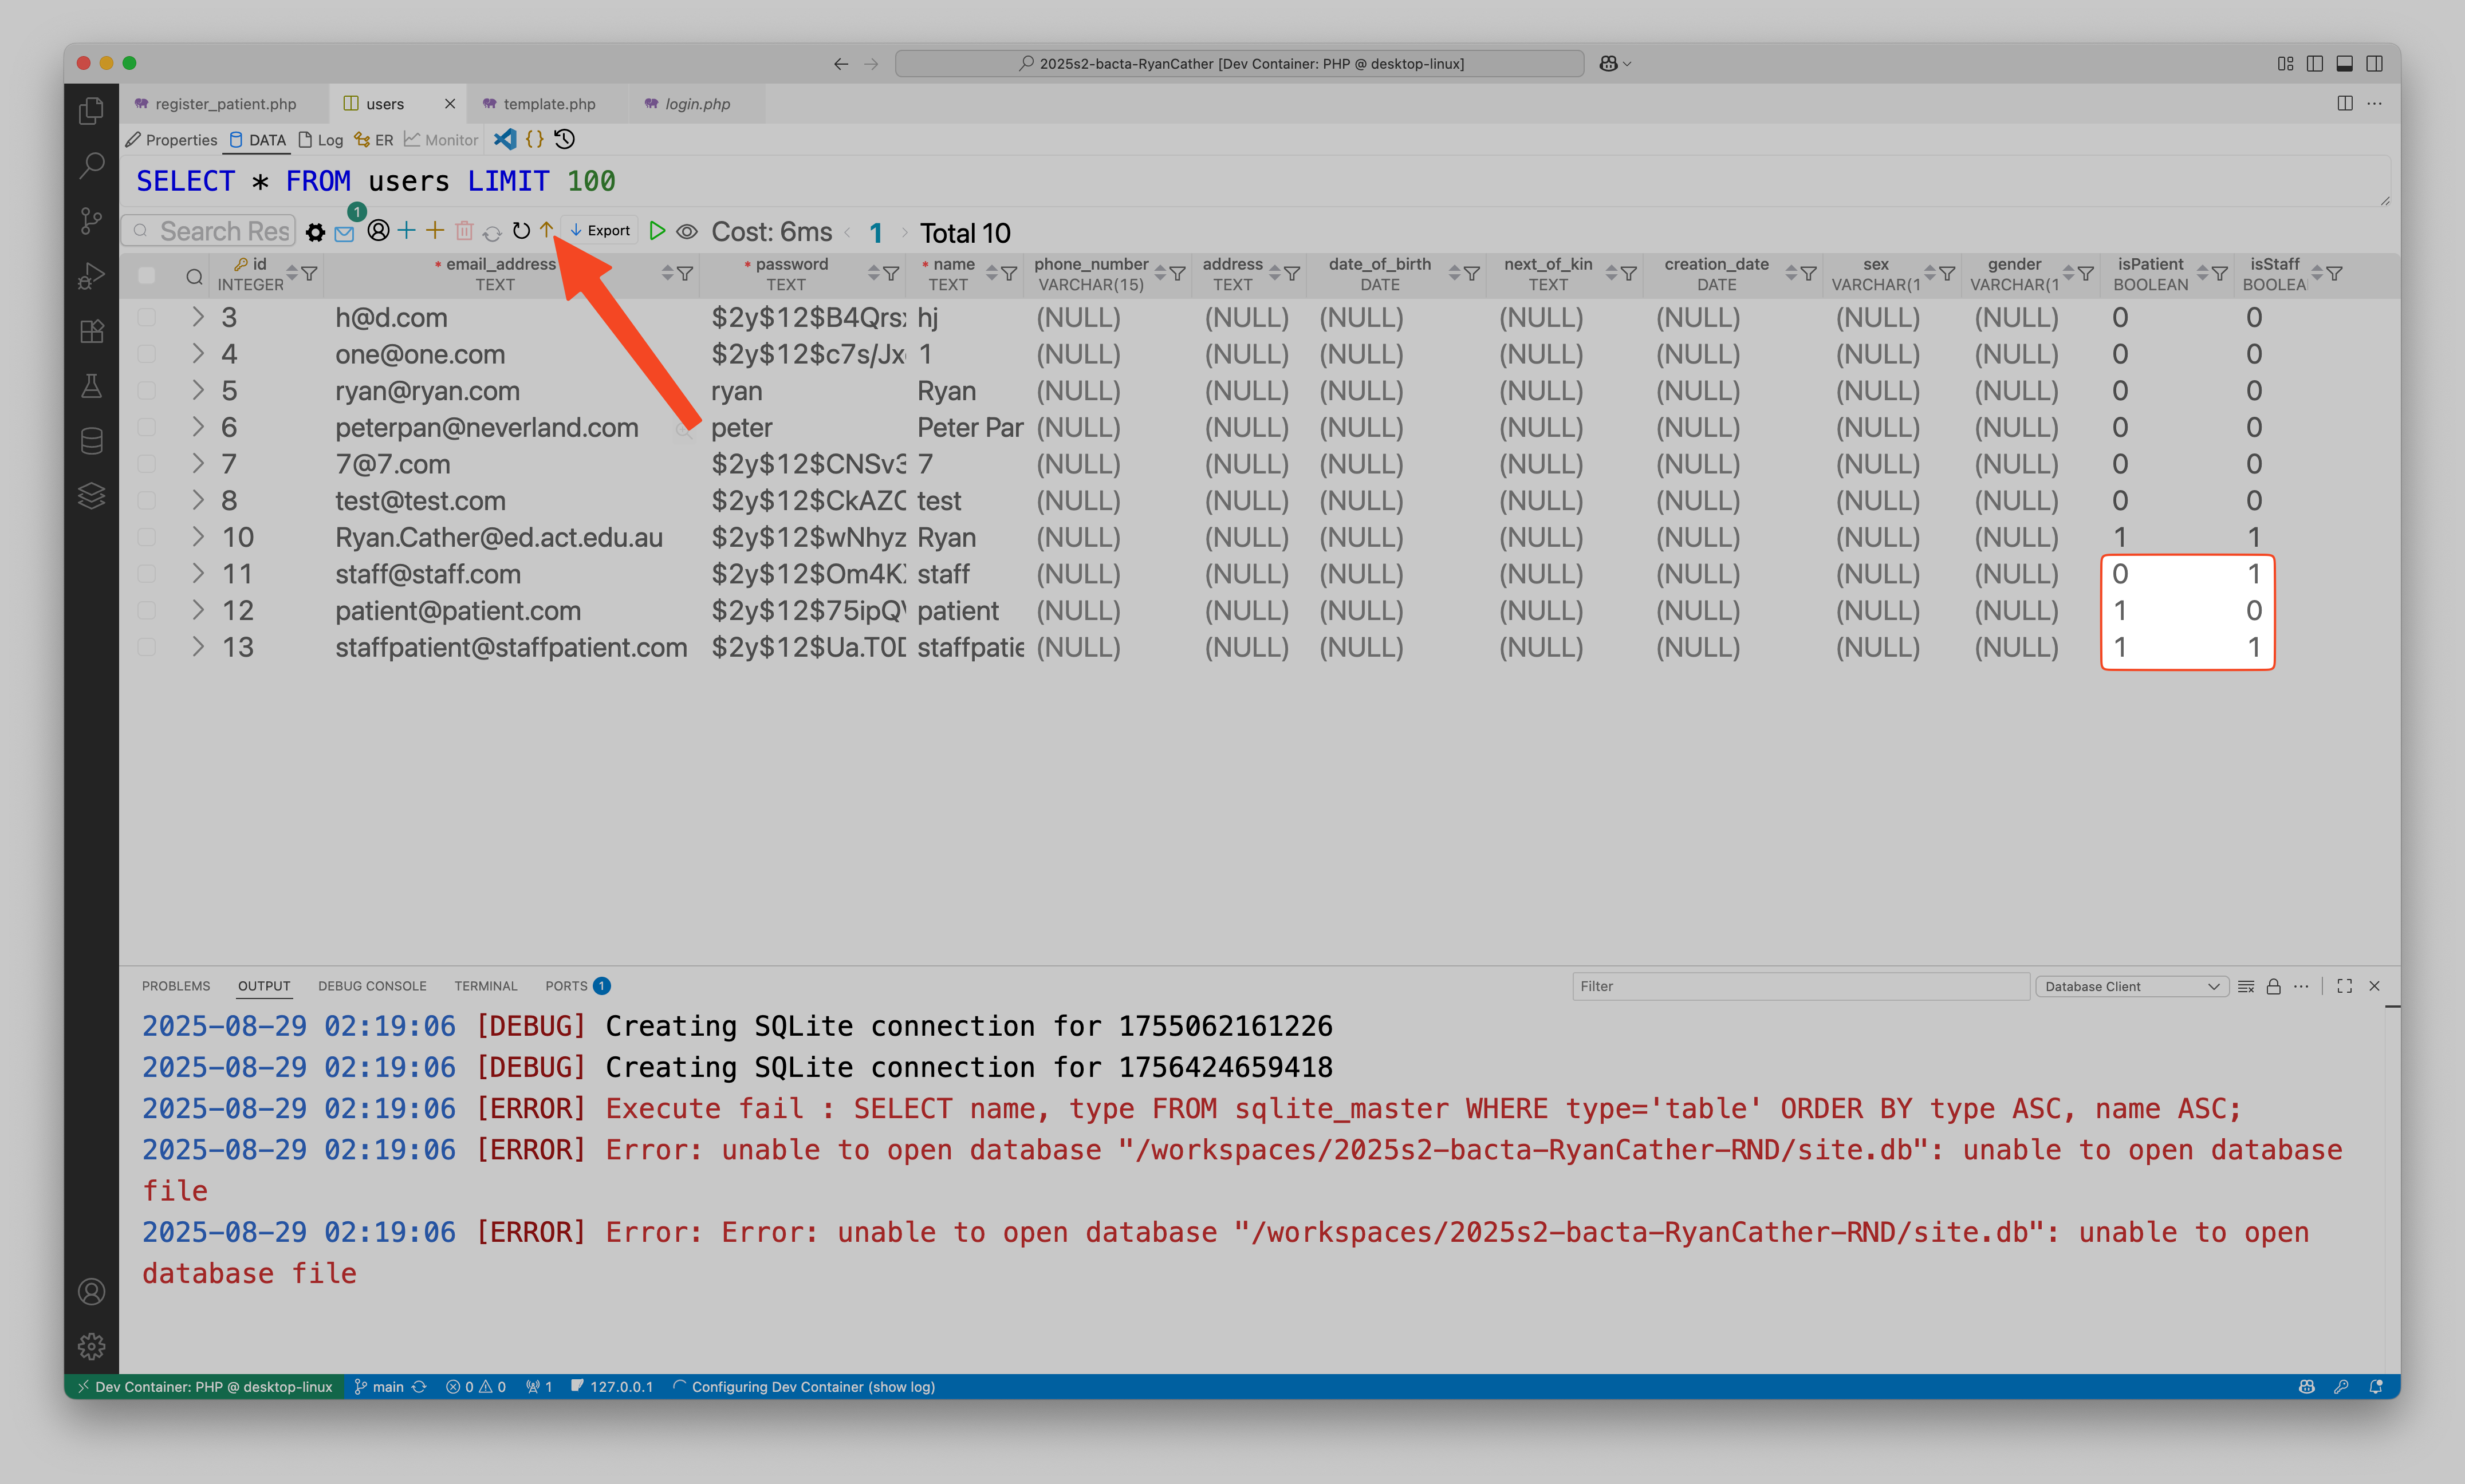 2025s2-bacta-RyanCather [Dev Container: PHP @ desktop-linux]
register_patient.php users template.php login.php
Properties DATA Log ER Monitor
SELECT * FROM users LIMIT 100
1
Search Res Export Cost: 6ms 1 Total 10
id * email_address * password * name phone_number address date_of_birth next_of_kin creation_date sex gender isPatient isStaff
INTEGER TEXT TEXT TEXT VARCHAR(15) TEXT DATE TEXT DATE VARCHAR(1 VARCHAR(1 BOOLEAN BOOLEA
3 h@d.com $2y$12$B4Qrs hj (NULL) (NULL) (NULL) (NULL) (NULL) (NULL) (NULL) 0 0
4 one@one.com $2y$12$c7s/Jx 1 (NULL) (NULL) (NULL) (NULL) (NULL) (NULL) (NULL) 0 0
5 ryan@ryan.com ryan Ryan (NULL) (NULL) (NULL) (NULL) (NULL) (NULL) (NULL) 0 0
6 peterpan@neverland.com peter Peter Par (NULL) (NULL) (NULL) (NULL) (NULL) (NULL) (NULL) 0 0
7 7@7.com $2y$12$CNSv3 7 (NULL) (NULL) (NULL) (NULL) (NULL) (NULL) (NULL) 0 0
8 test@test.com $2y$12$CkAZC test (NULL) (NULL) (NULL) (NULL) (NULL) (NULL) (NULL) 0 0
10 Ryan.Cather@ed.act.edu.au $2y$12$wNhyz Ryan (NULL) (NULL) (NULL) (NULL) (NULL) (NULL) (NULL) 1 1
11 staff@staff.com $2y$12$Om4K staff (NULL) (NULL) (NULL) (NULL) (NULL) (NULL) (NULL) 0 1
12 patient@patient.com $2y$12$75ipQ patient (NULL) (NULL) (NULL) (NULL) (NULL) (NULL) (NULL) 1 0
13 staffpatient@staffpatient.com $2y$12$Ua.T0 staffpatie (NULL) (NULL) (NULL) (NULL) (NULL) (NULL) (NULL) 1 1
PROBLEMS OUTPUT DEBUG CONSOLE TERMINAL PORTS 1 Filter Database Client
2025-08-29 02:19:06 [DEBUG] Creating SQLite connection for 1755062161226
2025-08-29 02:19:06 [DEBUG] Creating SQLite connection for 1756424659418
2025-08-29 02:19:06 [ERROR] Execute fail : SELECT name, type FROM sqlite_master WHERE type='table' ORDER BY type ASC, name ASC;
2025-08-29 02:19:06 [ERROR] Error: unable to open database "/workspaces/2025s2-bacta-RyanCather-RND/site.db": unable to open database
file
2025-08-29 02:19:06 [ERROR] Error: Error: unable to open database "/workspaces/2025s2-bacta-RyanCather-RND/site.db": unable to open
database file
Dev Container: PHP @ desktop-linux main 0 0 1 127.0.0.1 Configuring Dev Container (show log)